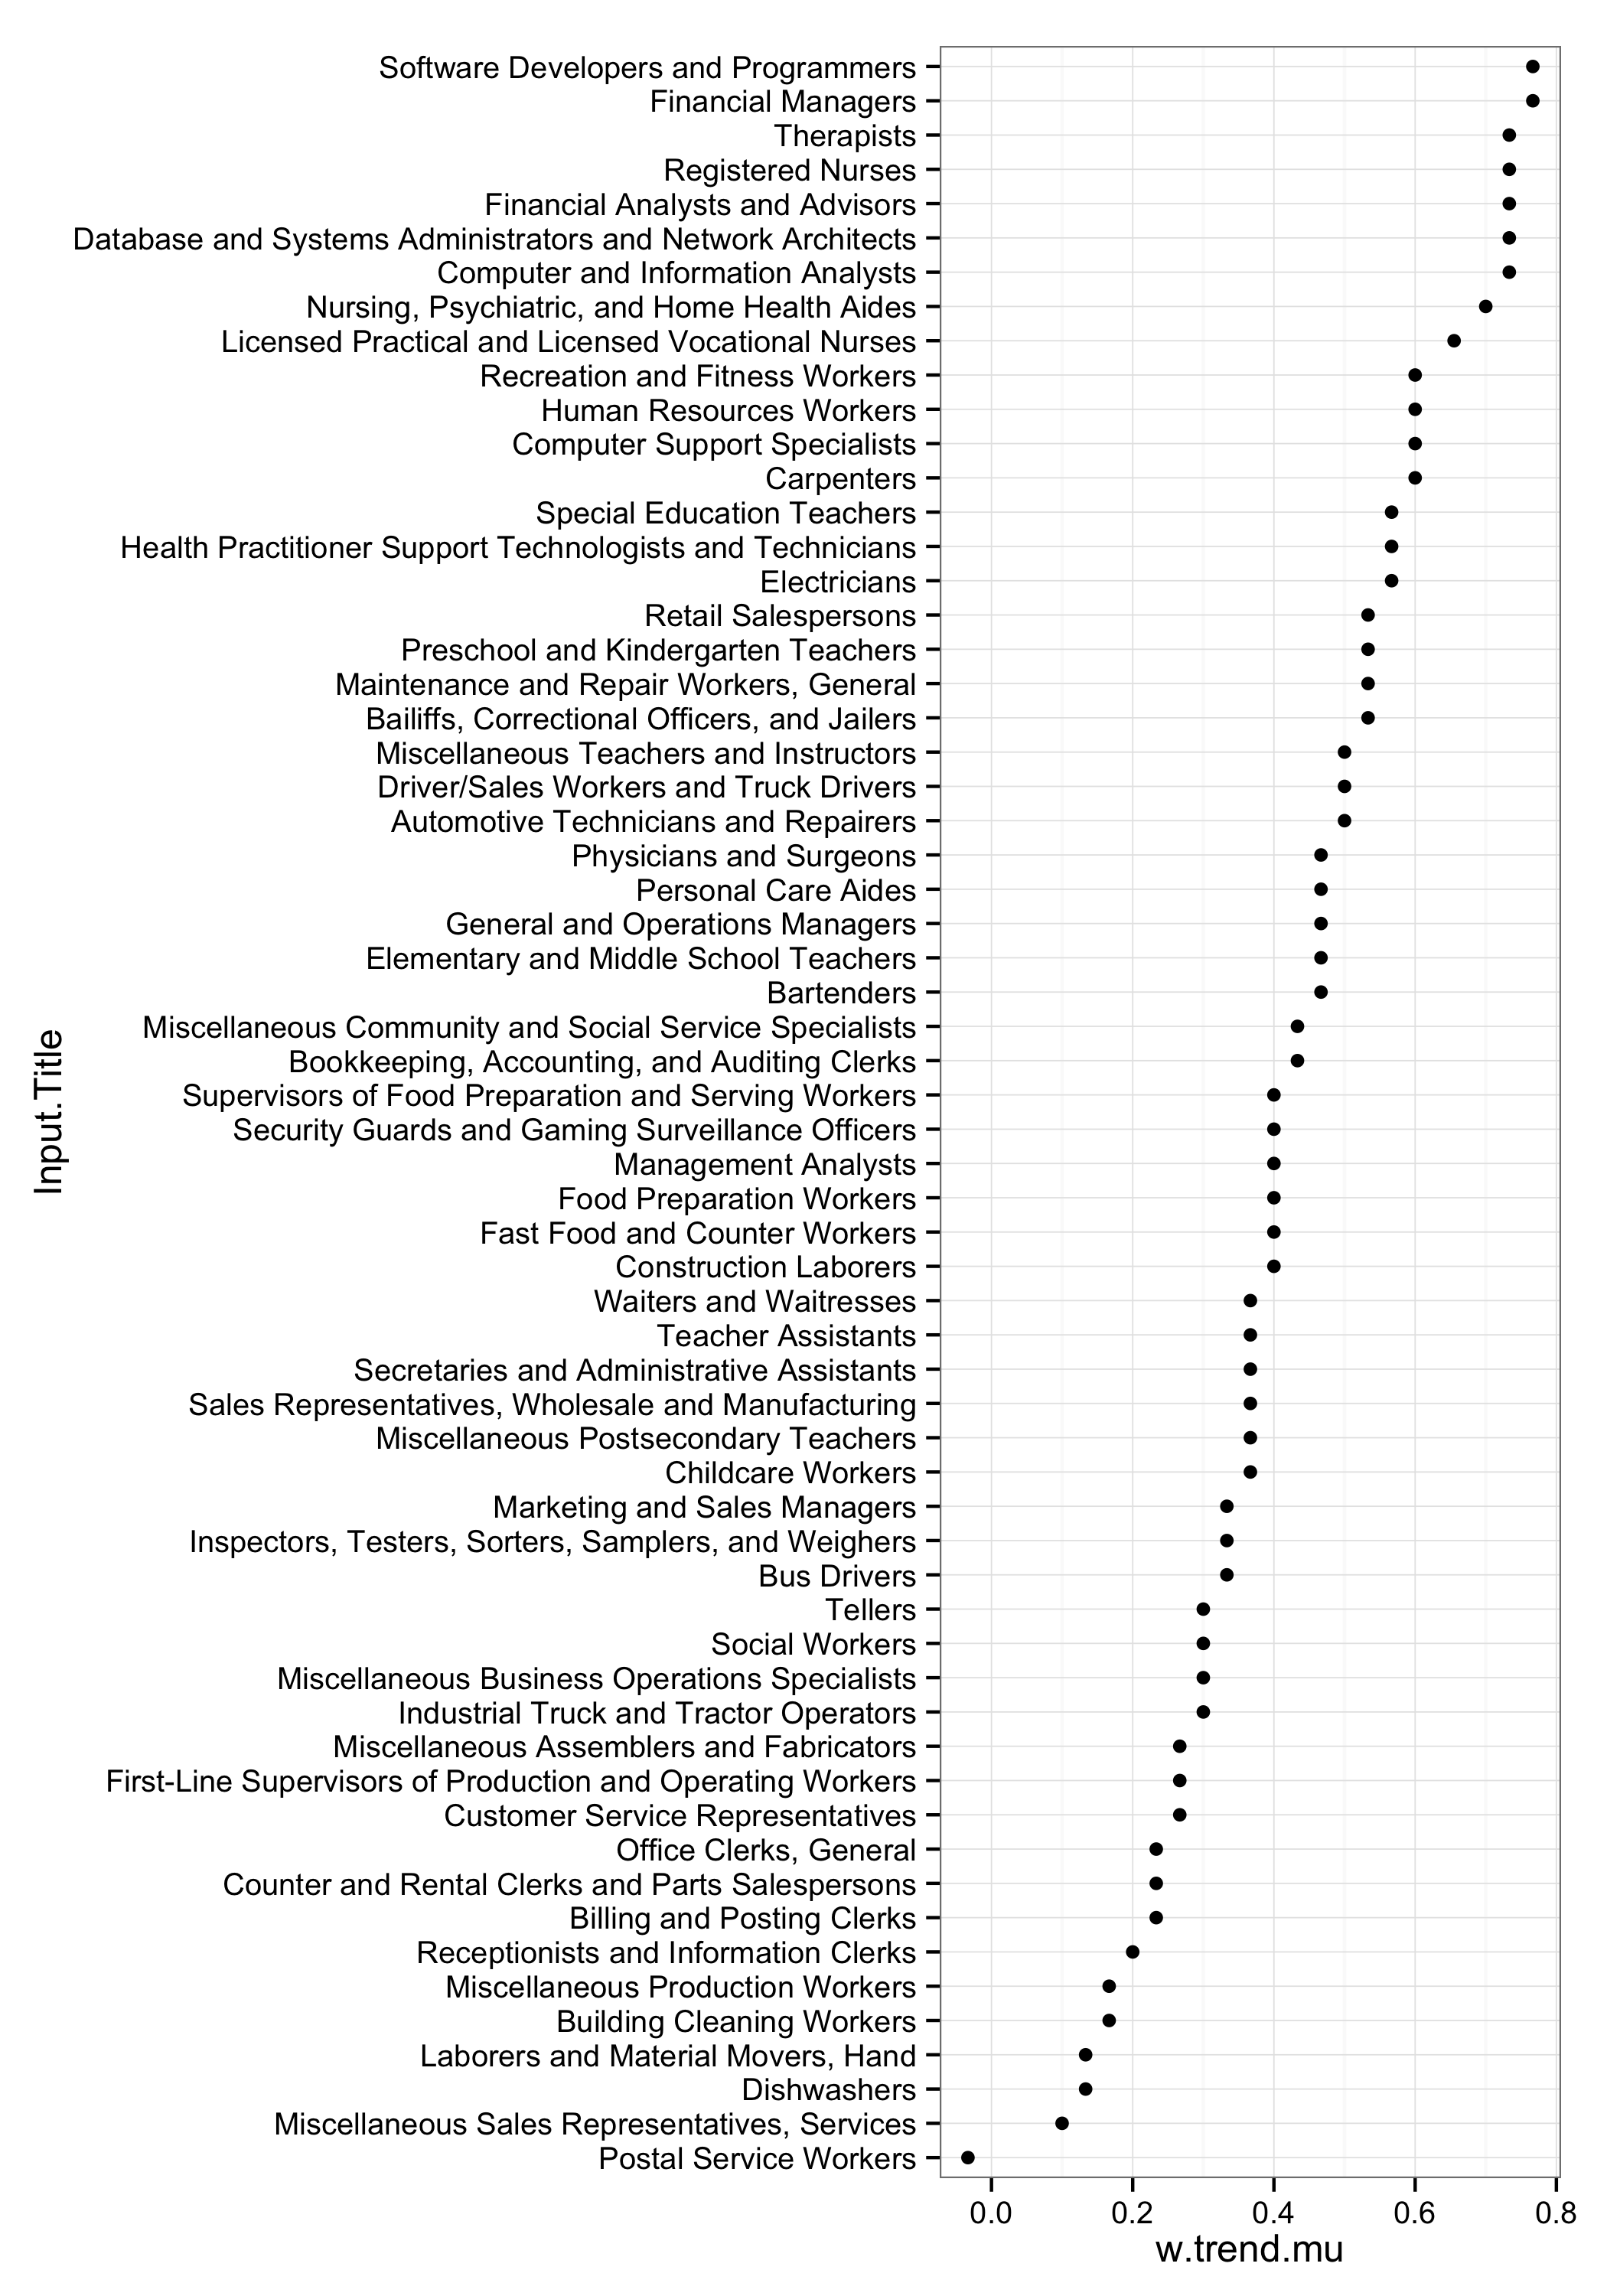 Software Developers and Programmers
Financial Managers
Therapists
Registered Nurses
Financial Analysts and Advisors
Database and Systems Administrators and Network Architects
Computer and Information Analysts
Nursing, Psychiatric, and Home Health Aides
Licensed Practical and Licensed Vocational Nurses
Recreation and Fitness Workers
Human Resources Workers
Computer Support Specialists
Carpenters
Special Education Teachers
Health Practitioner Support Technologists and Technicians
Electricians
Retail Salespersons
Preschool and Kindergarten Teachers
Maintenance and Repair Workers, General
Bailiffs, Correctional Officers, and Jailers
Miscellaneous Teachers and Instructors
Driver/Sales Workers and Truck Drivers
Automotive Technicians and Repairers
Physicians and Surgeons
Personal Care Aides
General and Operations Managers
Elementary and Middle School Teachers
Bartenders
Miscellaneous Community and Social Service Specialists
Bookkeeping, Accounting, and Auditing Clerks
Supervisors of Food Preparation and Serving Workers
Security Guards and Gaming Surveillance Officers
Management Analysts
Food Preparation Workers
Fast Food and Counter Workers
Construction Laborers
Waiters and Waitresses
Teacher Assistants
Secretaries and Administrative Assistants
Sales Representatives, Wholesale and Manufacturing
Miscellaneous Postsecondary Teachers
Childcare Workers
Marketing and Sales Managers
Inspectors, Testers, Sorters, Samplers, and Weighers
Bus Drivers
Tellers
Social Workers
Miscellaneous Business Operations Specialists
Industrial Truck and Tractor Operators
Miscellaneous Assemblers and Fabricators
First-Line Supervisors of Production and Operating Workers
Customer Service Representatives
Office Clerks, General
Counter and Rental Clerks and Parts Salespersons
Billing and Posting Clerks
Receptionists and Information Clerks
Miscellaneous Production Workers
Building Cleaning Workers
Laborers and Material Movers, Hand
Dishwashers
Miscellaneous Sales Representatives, Services
Postal Service Workers
Input.Title
0.0 0.2 0.4 0.6 0.8
w.trend.mu